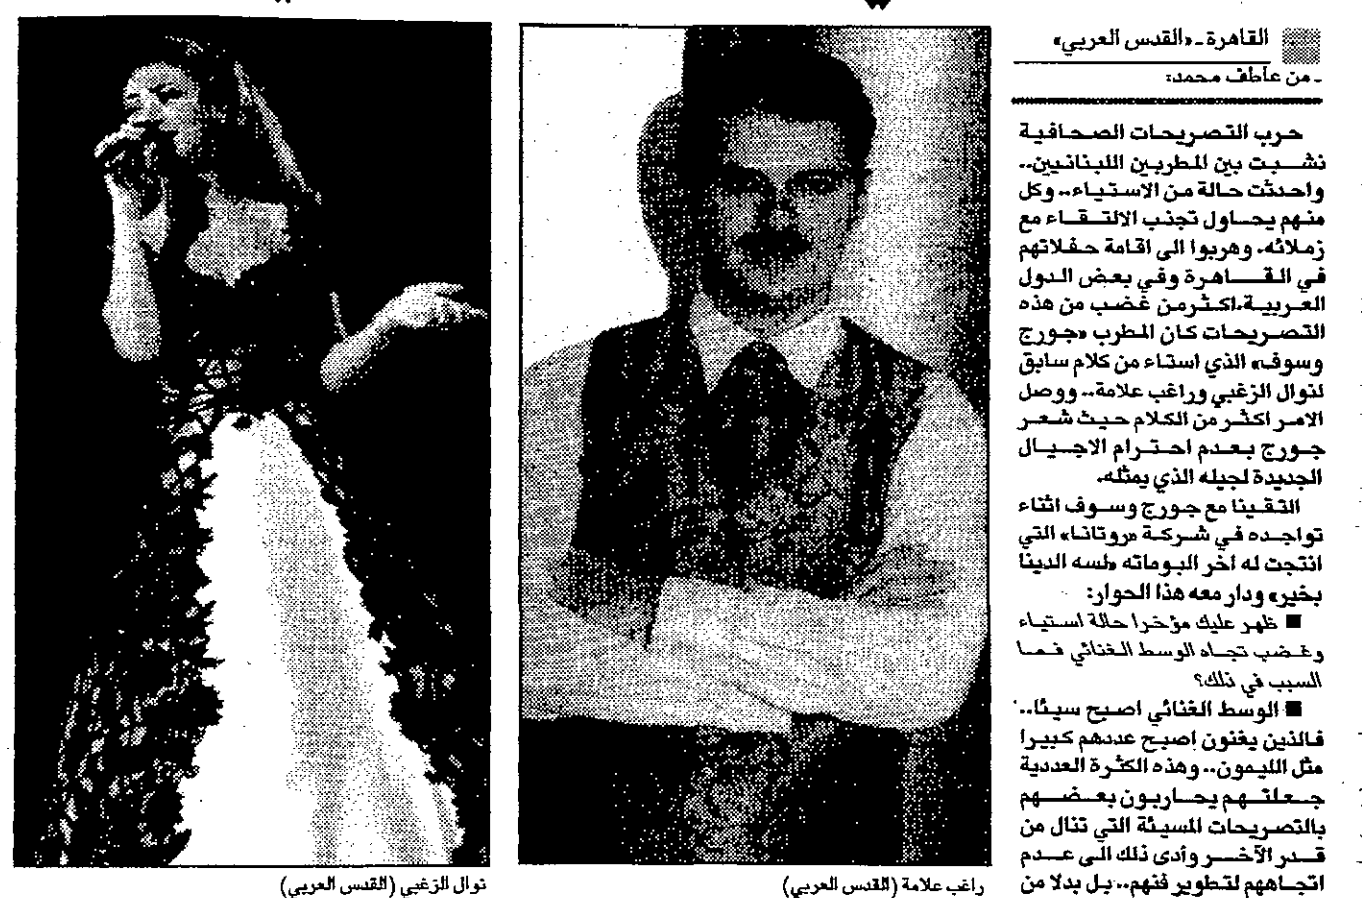 القاهرة ـ «القدس العربي»
ـ من عاطف محمد:
حرب التصريحات الصحافية
نشبت بين المطربين اللبنانيين..
واحدثت حالة من الاستياء.. وكل
منهم يحاول تجنب الالتقاء مع
زملائه. وهربوا الى اقامة حفلاتهم
في القاهرة وفي بعض الدول
العربية. اكثر من غضب من هذه
التصريحات كان المطرب «جورج
وسوف» الذي استاء من كلام سابق
لنوال الزغبي وراغب علامة.. ووصل
الامر اكثر من الكلام حيث شعر
جورج بعدم احترام الاجيال
الجديدة لجيله الذي يمثله.
التقينا مع جورج وسوف اثناء
تواجده في شركة «روتانا» التي
انتجت له آخر البوماته «لسه الدينا
بخير» ودار معه هذا الحوار:
■ ظهر عليك مؤخرا حالة استياء
وغضب تجاه الوسط الغنائي فما
السبب في ذلك؟
■ الوسط الغنائي اصبح سيئا..
فالذين يغنون اصبح عددهم كبيرا
مثل الليمون.. وهذه الكثرة العددية
جعلتهم يحاربون بعضهم
بالتصريحات المسيئة التي تنال من
قدر الآخر وأدى ذلك الى عدم
اتجاههم لتطوير فنهم.. بل بدلا من
راغب علامة (القدس العربي)
نوال الزغبي (القدس العربي)